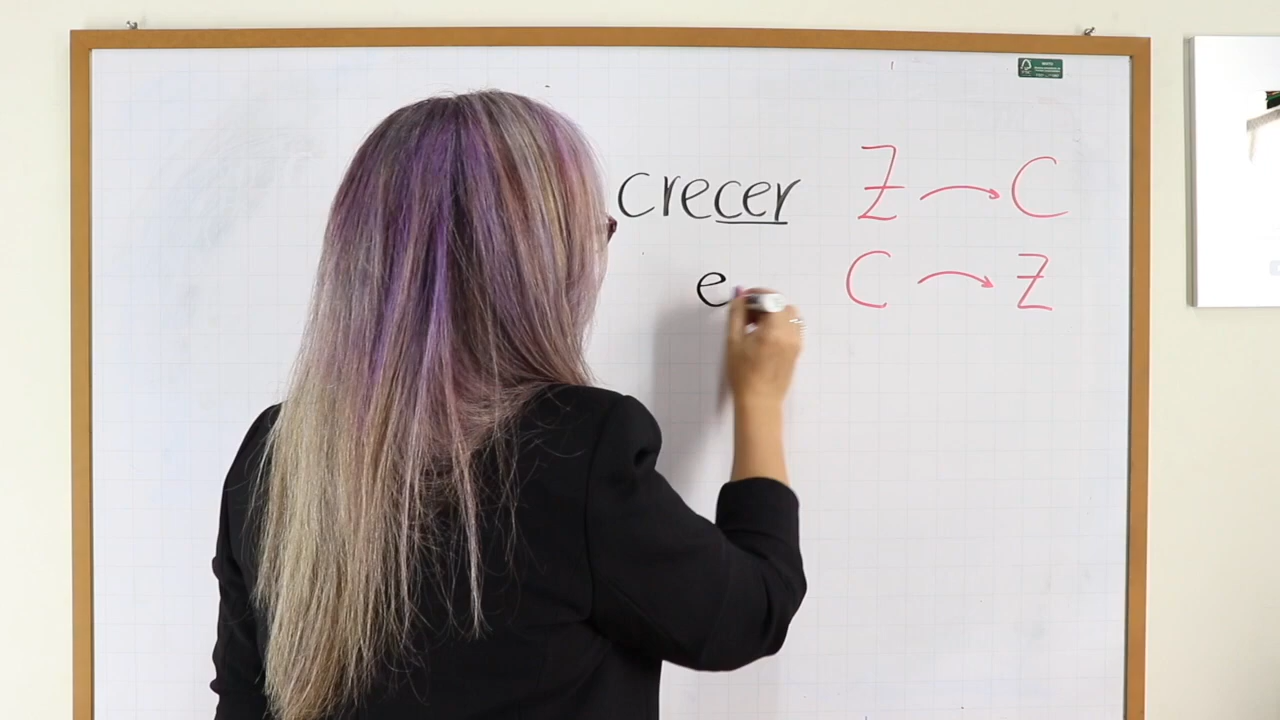 crecer Z → C
e C → Z